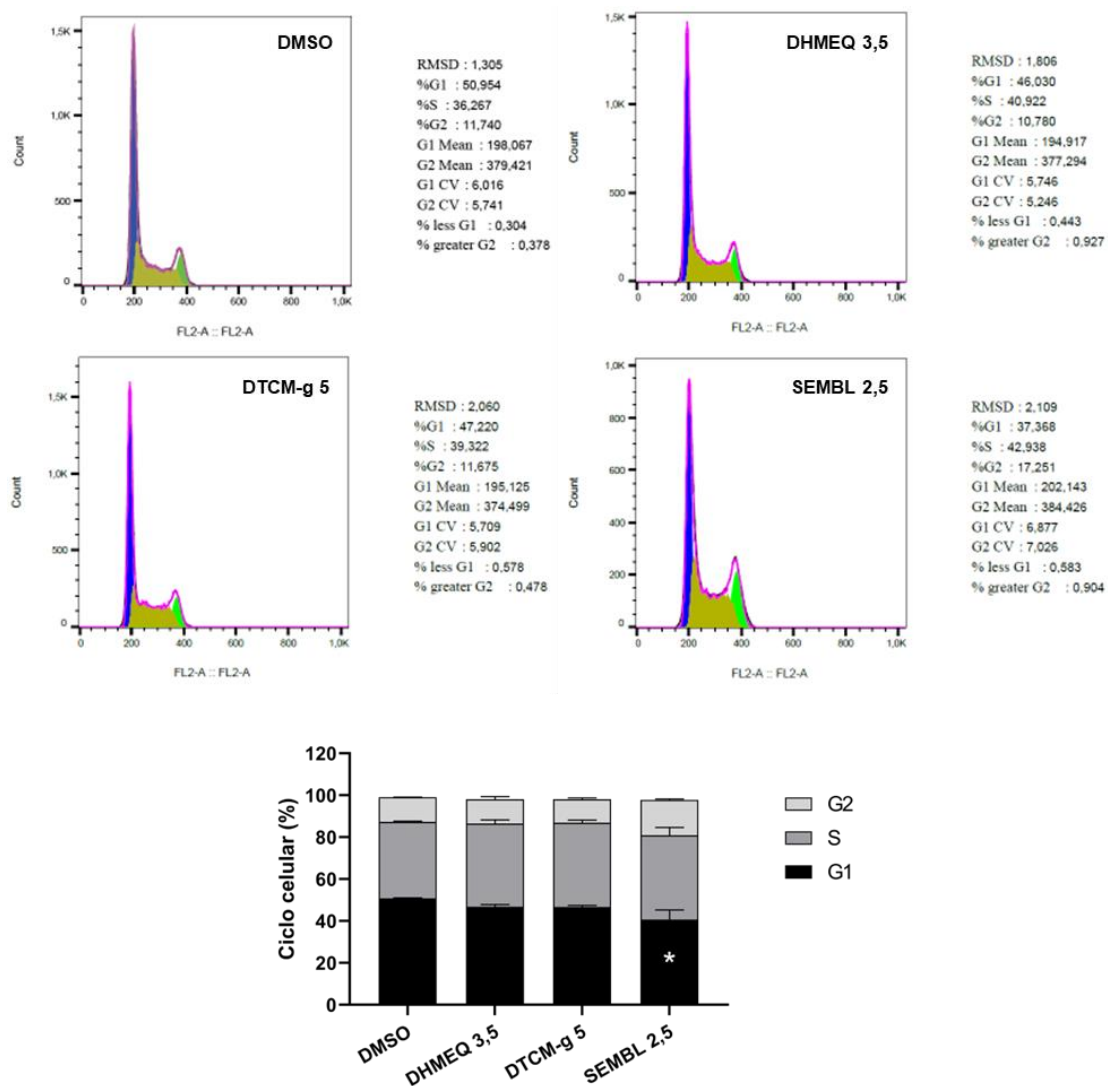 DMSO
1,5K
1,0K
500
0
Count
0 200 400 600 800 1,0K
FL2-A :: FL2-A
RMSD : 1,305
%G1 : 50,954
%S : 36,267
%G2 : 11,740
G1 Mean : 198,067
G2 Mean : 379,421
G1 CV : 6,016
G2 CV : 5,741
% less G1 : 0,304
% greater G2 : 0,378
DHMEQ 3,5
1,5K
1,0K
500
0
Count
0 200 400 600 800 1,0K
FL2-A :: FL2-A
RMSD : 1,806
%G1 : 46,030
%S : 40,922
%G2 : 10,780
G1 Mean : 194,917
G2 Mean : 377,294
G1 CV : 5,746
G2 CV : 5,246
% less G1 : 0,443
% greater G2 : 0,927
DTCM-g 5
1,5K
1,0K
500
0
Count
0 200 400 600 800 1,0K
FL2-A :: FL2-A
RMSD : 2,060
%G1 : 47,220
%S : 39,322
%G2 : 11,675
G1 Mean : 195,125
G2 Mean : 374,499
G1 CV : 5,709
G2 CV : 5,902
% less G1 : 0,578
% greater G2 : 0,478
SEMBL 2,5
1,0K
800
600
400
200
0
Count
0 200 400 600 800 1,0K
FL2-A :: FL2-A
RMSD : 2,109
%G1 : 37,368
%S : 42,938
%G2 : 17,251
G1 Mean : 202,143
G2 Mean : 384,426
G1 CV : 6,877
G2 CV : 7,026
% less G1 : 0,583
% greater G2 : 0,904
Ciclo celular (%)
120
100
80
60
40
20
0
*
DMSO
DHMEQ 3,5
DTCM-g 5
SEMBL 2,5
G2
S
G1